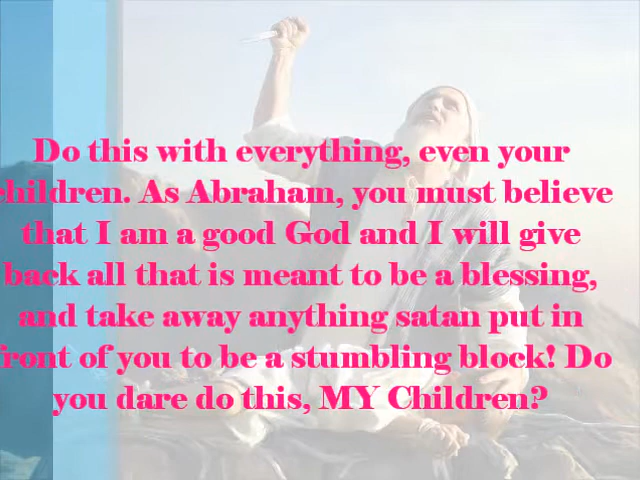 Do this with everything, even your
children. As Abraham, you must believe
that I am a good God and I will give
back all that is meant to be a blessing,
and take away anything satan put in
front of you to be a stumbling block! Do
you dare do this, MY Children?